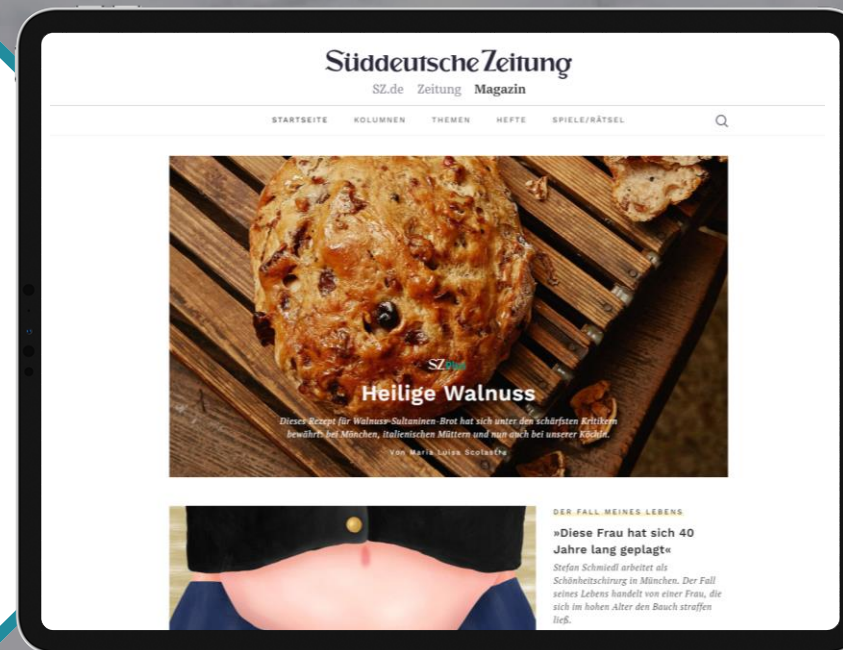 Süddeutsche Zeitung
SZ.de Zeitung Magazin
STARTSEITE KOLUMNEN THEMEN HEFTE SPIELE/RÄTSEL
SZPlus
Heilige Walnuss
Dieses Rezept für Walnuss-Sultaninen-Brot hat sich unter den schärfsten Kritikern
bewährt: bei Mönchen, italienischen Müttern und nun auch bei unserer Köchin.
Von Maria Luisa Scolastra
DER FALL MEINES LEBENS
»Diese Frau hat sich 40
Jahre lang geplagt«
Stefan Schmiedl arbeitet als
Schönheitschirurg in München. Der Fall
seines Lebens handelt von einer Frau, die
sich im hohen Alter den Bauch straffen
ließ.